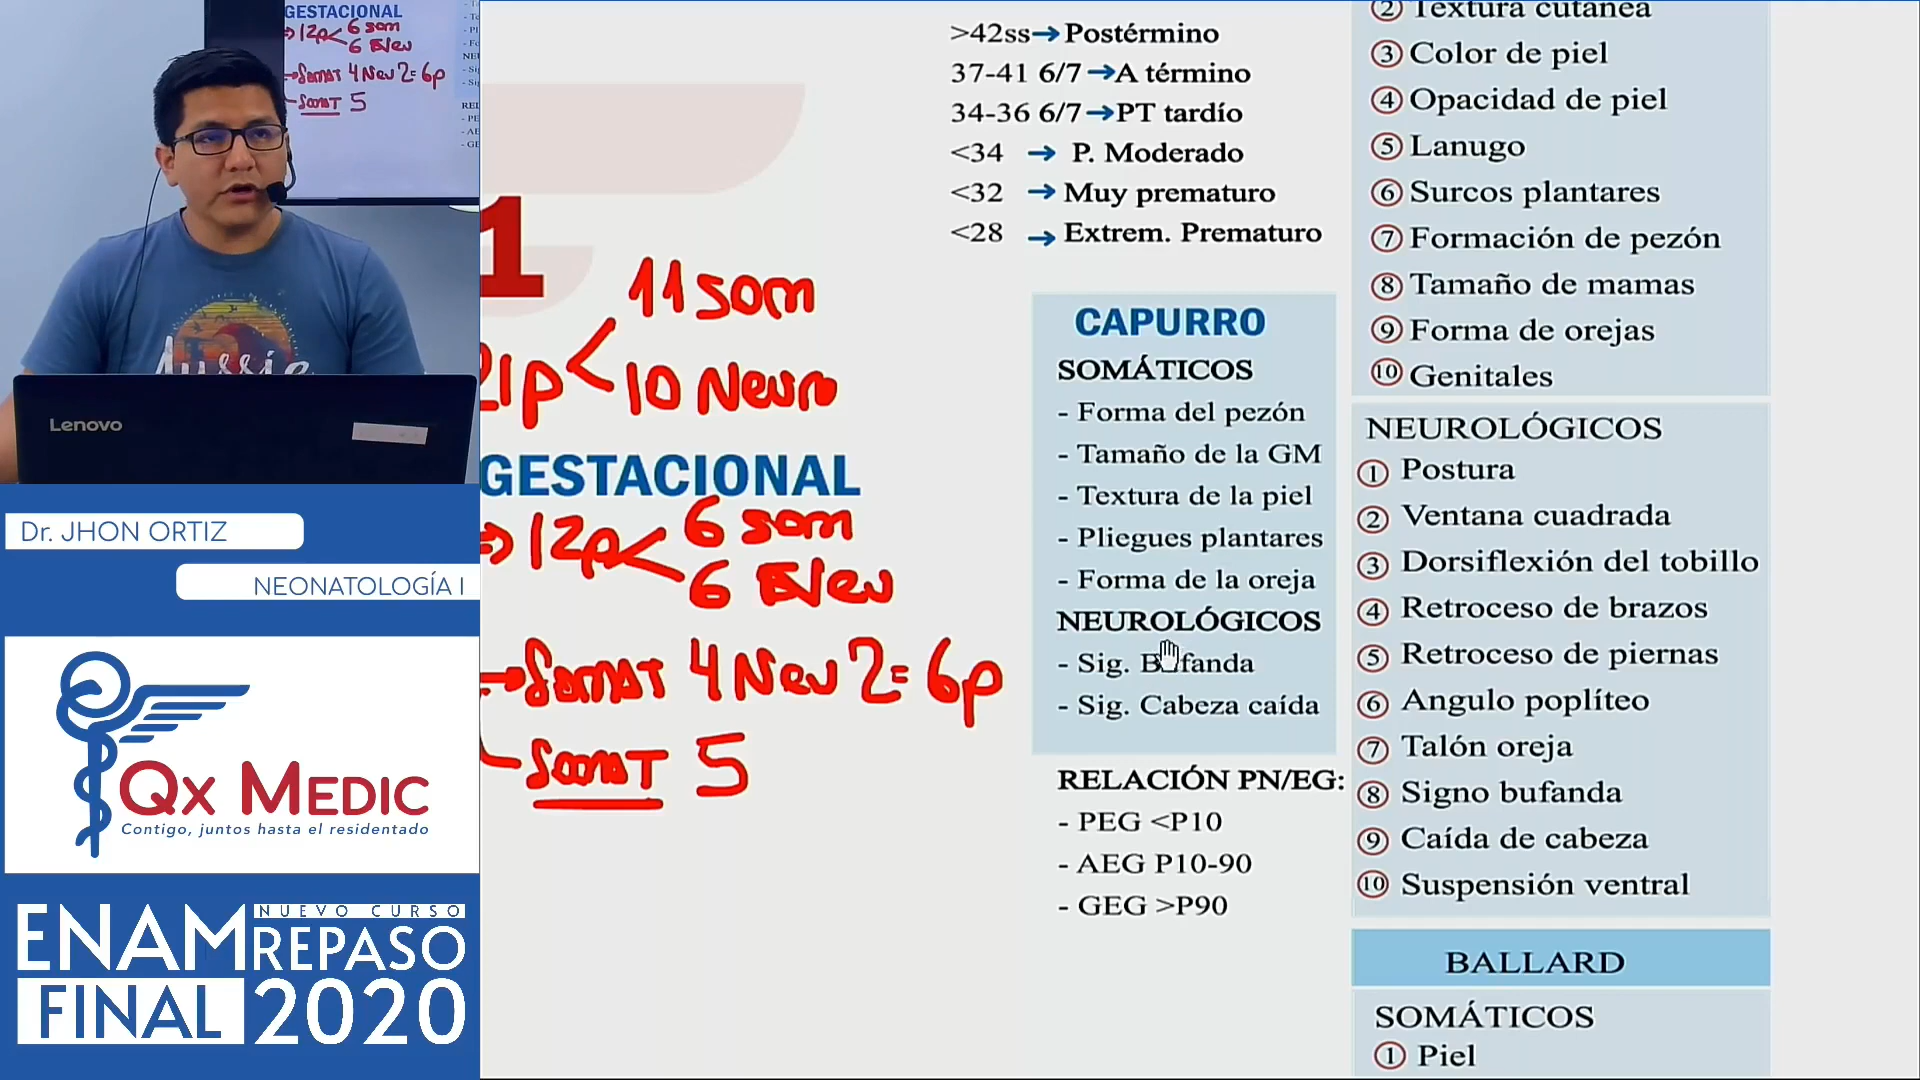 GESTACIONAL
12p 6 som
6 Neu
Somat 4 Neu 2 = 6p
Somat 5
Lenovo
Dr. JHON ORTIZ
NEONATOLOGÍA I
QX MEDIC
Contigo, juntos hasta el residentado
NUEVO CURSO
ENAM REPASO
FINAL 2020
1
11 som
21p
10 Neuro
GESTACIONAL
12p 6 som
6 Neu
Somat 4 Neu 2 = 6p
Somat 5
>42ss→ Postérmino
37-41 6/7 →A término
34-36 6/7 →PT tardío
<34 → P. Moderado
<32 → Muy prematuro
<28 → Extrem. Prematuro
CAPURRO
SOMÁTICOS
- Forma del pezón
- Tamaño de la GM
- Textura de la piel
- Pliegues plantares
- Forma de la oreja
NEUROLÓGICOS
- Sig. Bufanda
- Sig. Cabeza caída
RELACIÓN PN/EG:
- PEG <P10
- AEG P10-90
- GEG >P90
2 Textura cutánea
3 Color de piel
4 Opacidad de piel
5 Lanugo
6 Surcos plantares
7 Formación de pezón
8 Tamaño de mamas
9 Forma de orejas
10 Genitales
NEUROLÓGICOS
1 Postura
2 Ventana cuadrada
3 Dorsiflexión del tobillo
4 Retroceso de brazos
5 Retroceso de piernas
6 Angulo poplíteo
7 Talón oreja
8 Signo bufanda
9 Caída de cabeza
10 Suspensión ventral
BALLARD
SOMÁTICOS
1 Piel